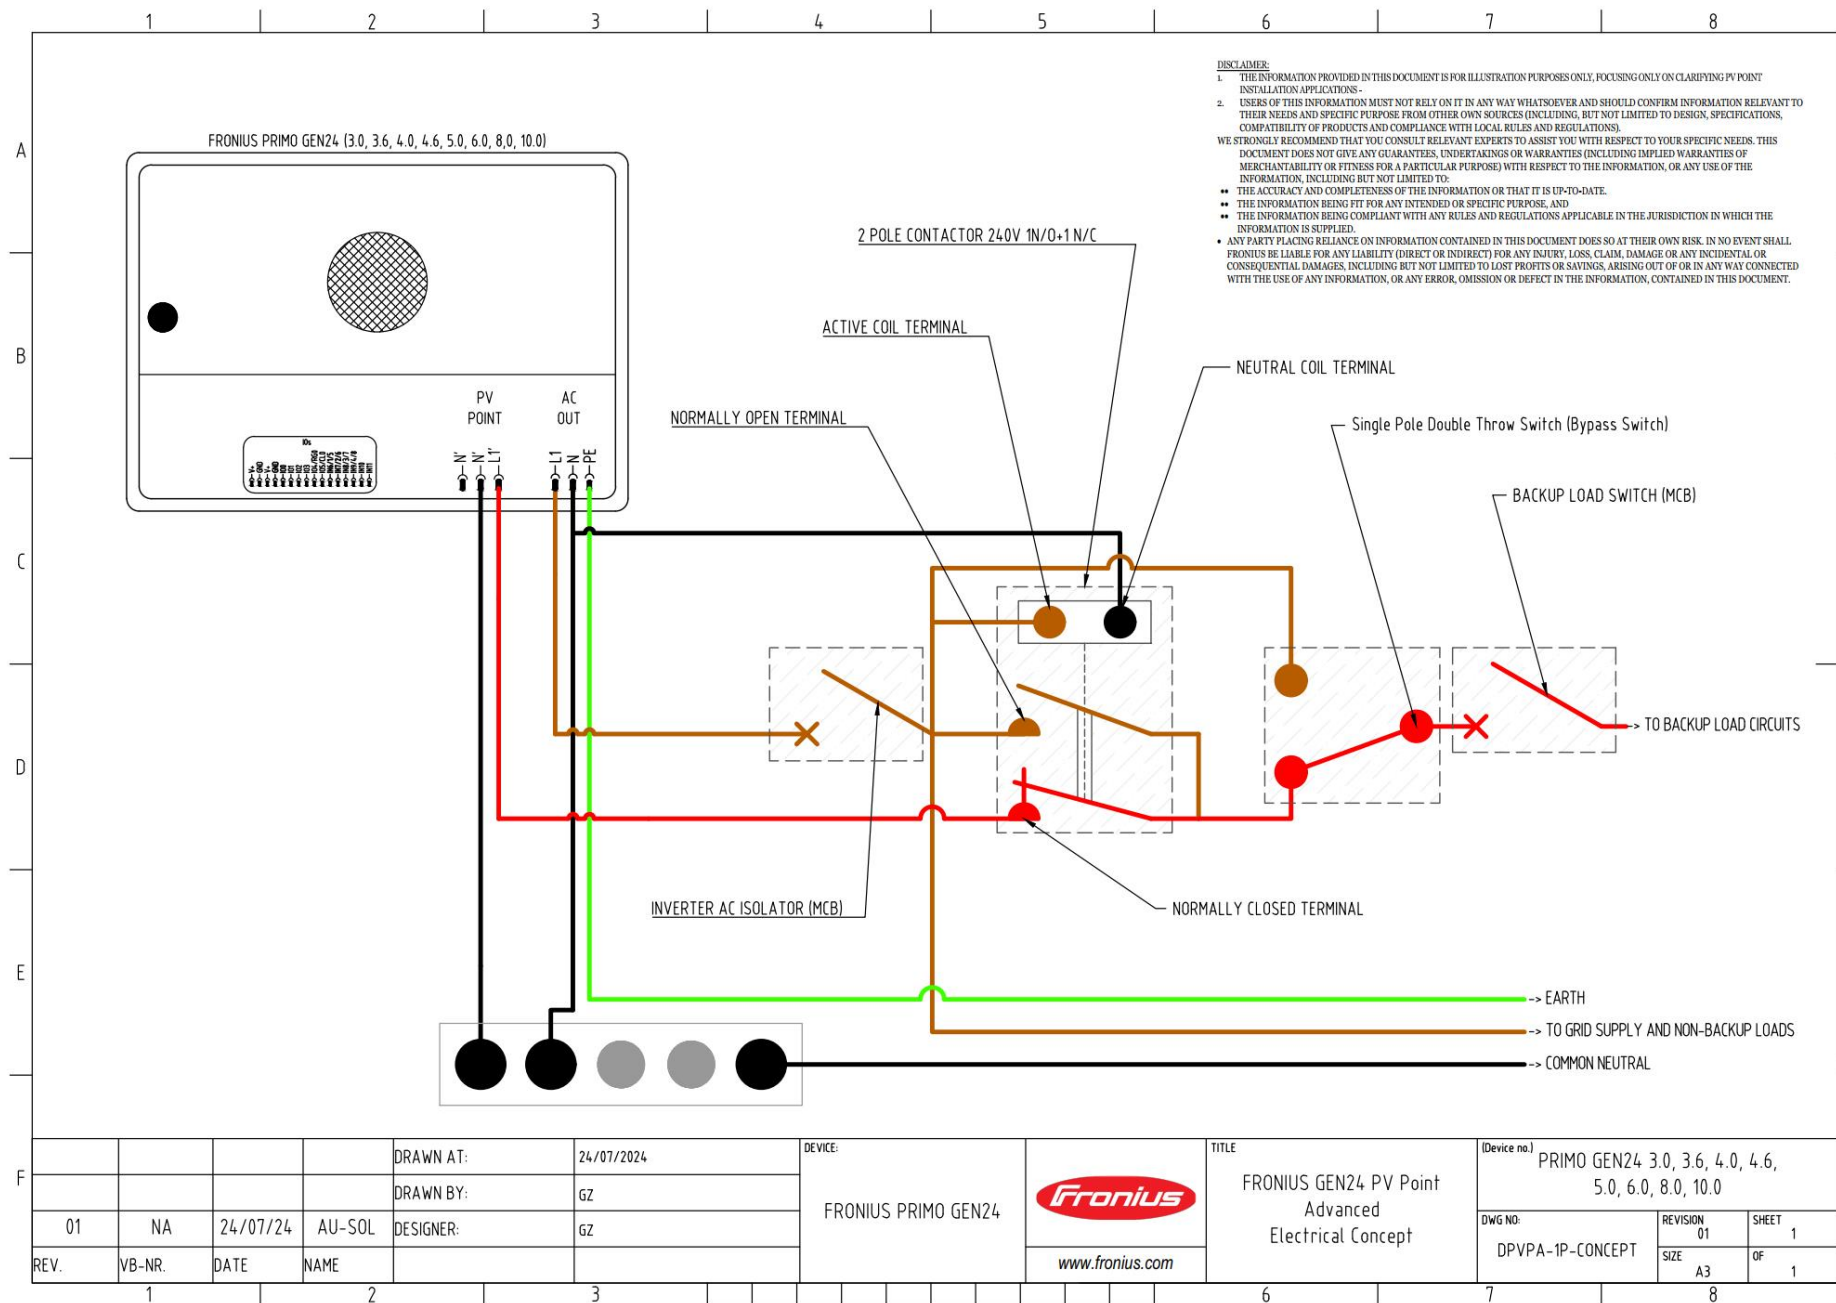 1 2 3 4 5 6 7 8
A
B
C
D
E
F
DISCLAIMER:
1. THE INFORMATION PROVIDED IN THIS DOCUMENT IS FOR ILLUSTRATION PURPOSES ONLY, FOCUSING ONLY ON CLARIFYING PV POINT
INSTALLATION APPLICATIONS -
2. USERS OF THIS INFORMATION MUST NOT RELY ON IT IN ANY WAY WHATSOEVER AND SHOULD CONFIRM INFORMATION RELEVANT TO
THEIR NEEDS AND SPECIFIC PURPOSE FROM OTHER OWN SOURCES (INCLUDING, BUT NOT LIMITED TO DESIGN, SPECIFICATIONS,
COMPATIBILITY OF PRODUCTS AND COMPLIANCE WITH LOCAL RULES AND REGULATIONS).
WE STRONGLY RECOMMEND THAT YOU CONSULT RELEVANT EXPERTS TO ASSIST YOU WITH RESPECT TO YOUR SPECIFIC NEEDS. THIS
DOCUMENT DOES NOT GIVE ANY GUARANTEES, UNDERTAKINGS OR WARRANTIES (INCLUDING IMPLIED WARRANTIES OF
MERCHANTABILITY OR FITNESS FOR A PARTICULAR PURPOSE) WITH RESPECT TO THE INFORMATION, OR ANY USE OF THE
INFORMATION, INCLUDING BUT NOT LIMITED TO:
•• THE ACCURACY AND COMPLETENESS OF THE INFORMATION OR THAT IT IS UP-TO-DATE.
•• THE INFORMATION BEING FIT FOR ANY INTENDED OR SPECIFIC PURPOSE, AND
•• THE INFORMATION BEING COMPLIANT WITH ANY RULES AND REGULATIONS APPLICABLE IN THE JURISDICTION IN WHICH THE
INFORMATION IS SUPPLIED.
• ANY PARTY PLACING RELIANCE ON INFORMATION CONTAINED IN THIS DOCUMENT DOES SO AT THEIR OWN RISK. IN NO EVENT SHALL
FRONIUS BE LIABLE FOR ANY LIABILITY (DIRECT OR INDIRECT) FOR ANY INJURY, LOSS, CLAIM, DAMAGE OR ANY INCIDENTAL OR
CONSEQUENTIAL DAMAGES, INCLUDING BUT NOT LIMITED TO LOST PROFITS OR SAVINGS, ARISING OUT OF OR IN ANY WAY CONNECTED
WITH THE USE OF ANY INFORMATION, OR ANY ERROR, OMISSION OR DEFECT IN THE INFORMATION, CONTAINED IN THIS DOCUMENT.
FRONIUS PRIMO GEN24 (3.0, 3.6, 4.0, 4.6, 5.0, 6.0, 8,0, 10.0)
PV
POINT
AC
OUT
IOs
N'
N'
L1'
L1
N
PE
2 POLE CONTACTOR 240V 1N/O+1 N/C
ACTIVE COIL TERMINAL
NEUTRAL COIL TERMINAL
NORMALLY OPEN TERMINAL
Single Pole Double Throw Switch (Bypass Switch)
BACKUP LOAD SWITCH (MCB)
-> TO BACKUP LOAD CIRCUITS
INVERTER AC ISOLATOR (MCB)
NORMALLY CLOSED TERMINAL
-> EARTH
-> TO GRID SUPPLY AND NON-BACKUP LOADS
-> COMMON NEUTRAL
DRAWN AT: 24/07/2024
DRAWN BY: GZ
01 NA 24/07/24 AU-SOL DESIGNER: GZ
REV. VB-NR. DATE NAME
DEVICE:
FRONIUS PRIMO GEN24
Fronius
www.fronius.com
TITLE
FRONIUS GEN24 PV Point
Advanced
Electrical Concept
(Device no.) PRIMO GEN24 3.0, 3.6, 4.0, 4.6,
5.0, 6.0, 8.0, 10.0
DWG NO:
DPVPA-1P-CONCEPT
REVISION
01
SHEET
1
SIZE
A3
OF
1
1 2 3 6 7 8